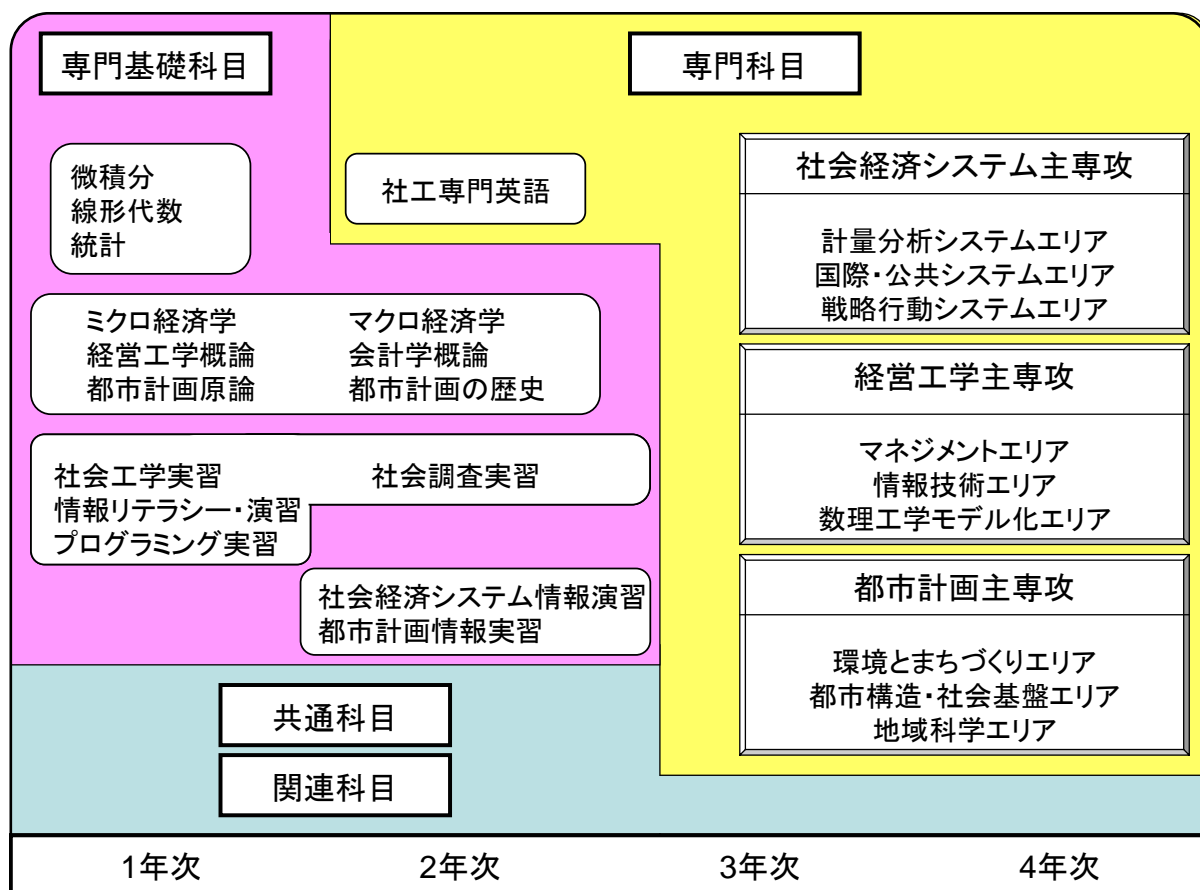 専門基礎科目
専門科目
微積分
線形代数
統計
社工専門英語
ミクロ経済学 マクロ経済学
経営工学概論 会計学概論
都市計画原論 都市計画の歴史
社会工学実習 社会調査実習
情報リテラシー・演習
プログラミング実習
社会経済システム情報演習
都市計画情報実習
社会経済システム主専攻
計量分析システムエリア
国際・公共システムエリア
戦略行動システムエリア
経営工学主専攻
マネジメントエリア
情報技術エリア
数理工学モデル化エリア
都市計画主専攻
環境とまちづくりエリア
都市構造・社会基盤エリア
地域科学エリア
共通科目
関連科目
1年次 2年次 3年次 4年次